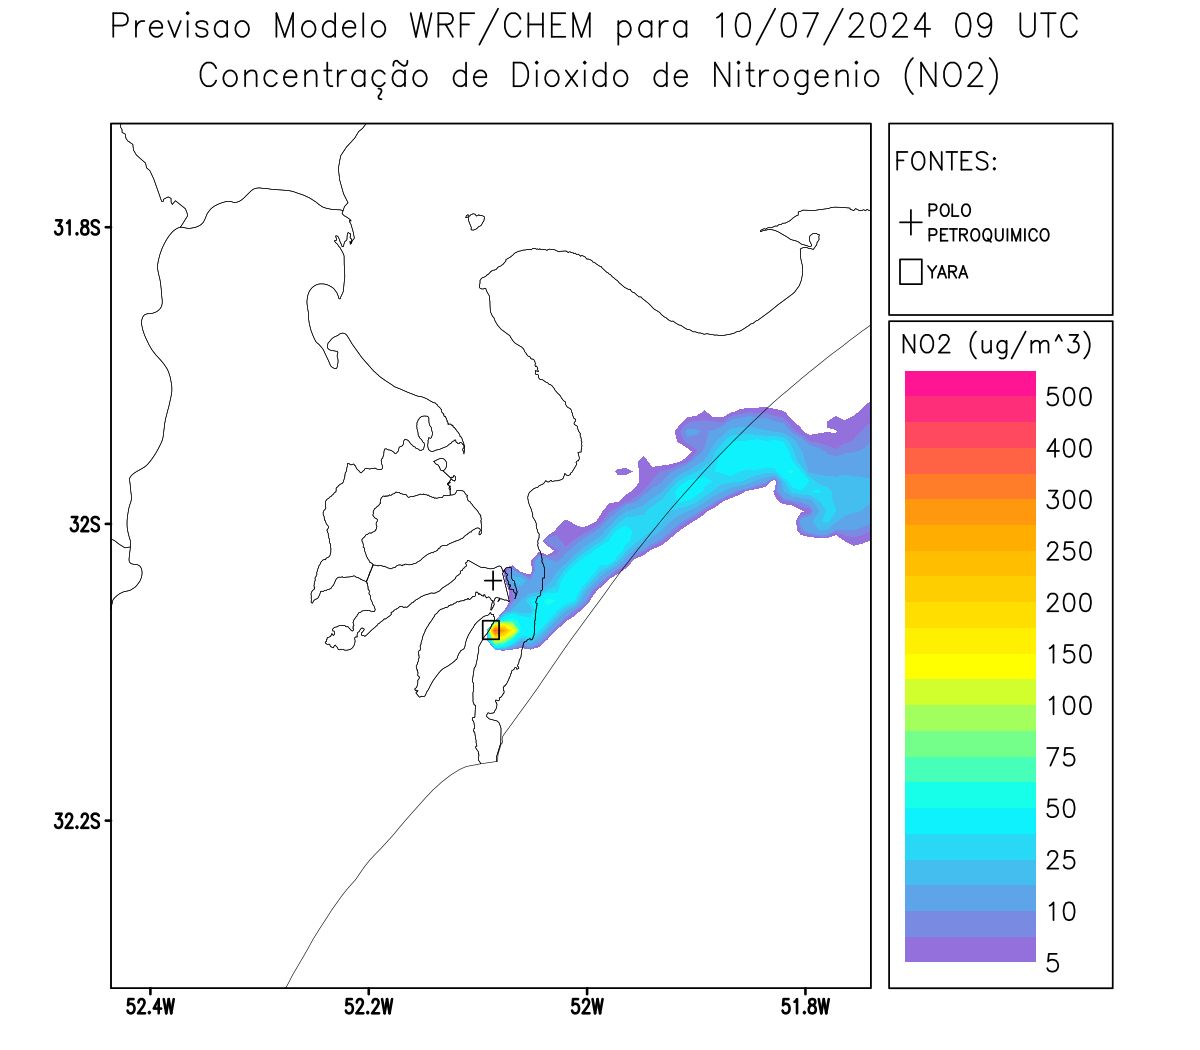 Previsao Modelo WRF/CHEM para 10/07/2024 09 UTC
Concentração de Dioxido de Nitrogenio (NO2)
FONTES:
POLO
PETROQUIMICO
YARA
31.8S
32S
32.2S
52.4W
52.2W
52W
51.8W
NO2 (ug/m^3)
500
400
300
250
200
150
100
75
50
25
10
5